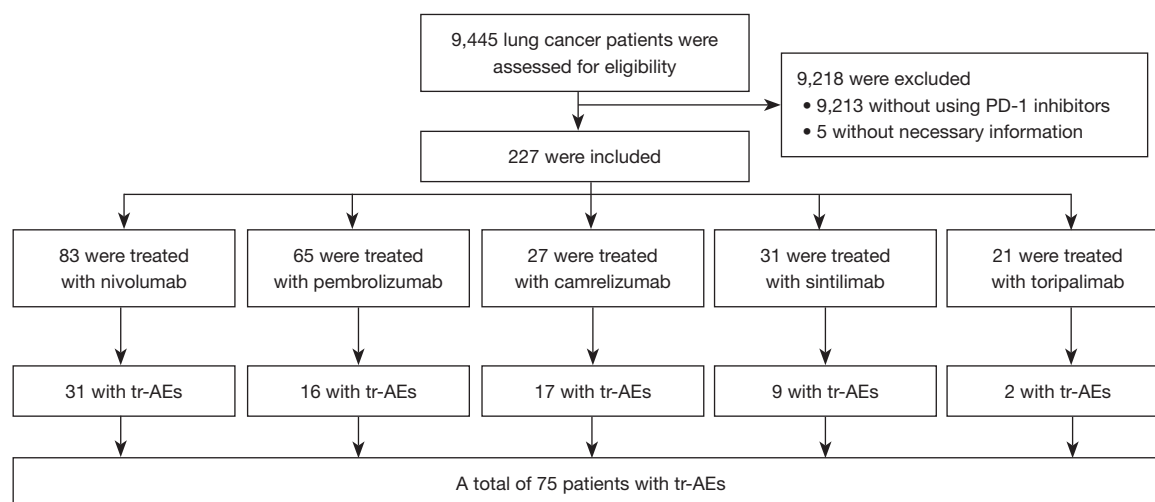 9,445 lung cancer patients were
assessed for eligibility
9,218 were excluded
• 9,213 without using PD-1 inhibitors
• 5 without necessary information
227 were included
83 were treated
with nivolumab
65 were treated
with pembrolizumab
27 were treated
with camrelizumab
31 were treated
with sintilimab
21 were treated
with toripalimab
31 with tr-AEs
16 with tr-AEs
17 with tr-AEs
9 with tr-AEs
2 with tr-AEs
A total of 75 patients with tr-AEs